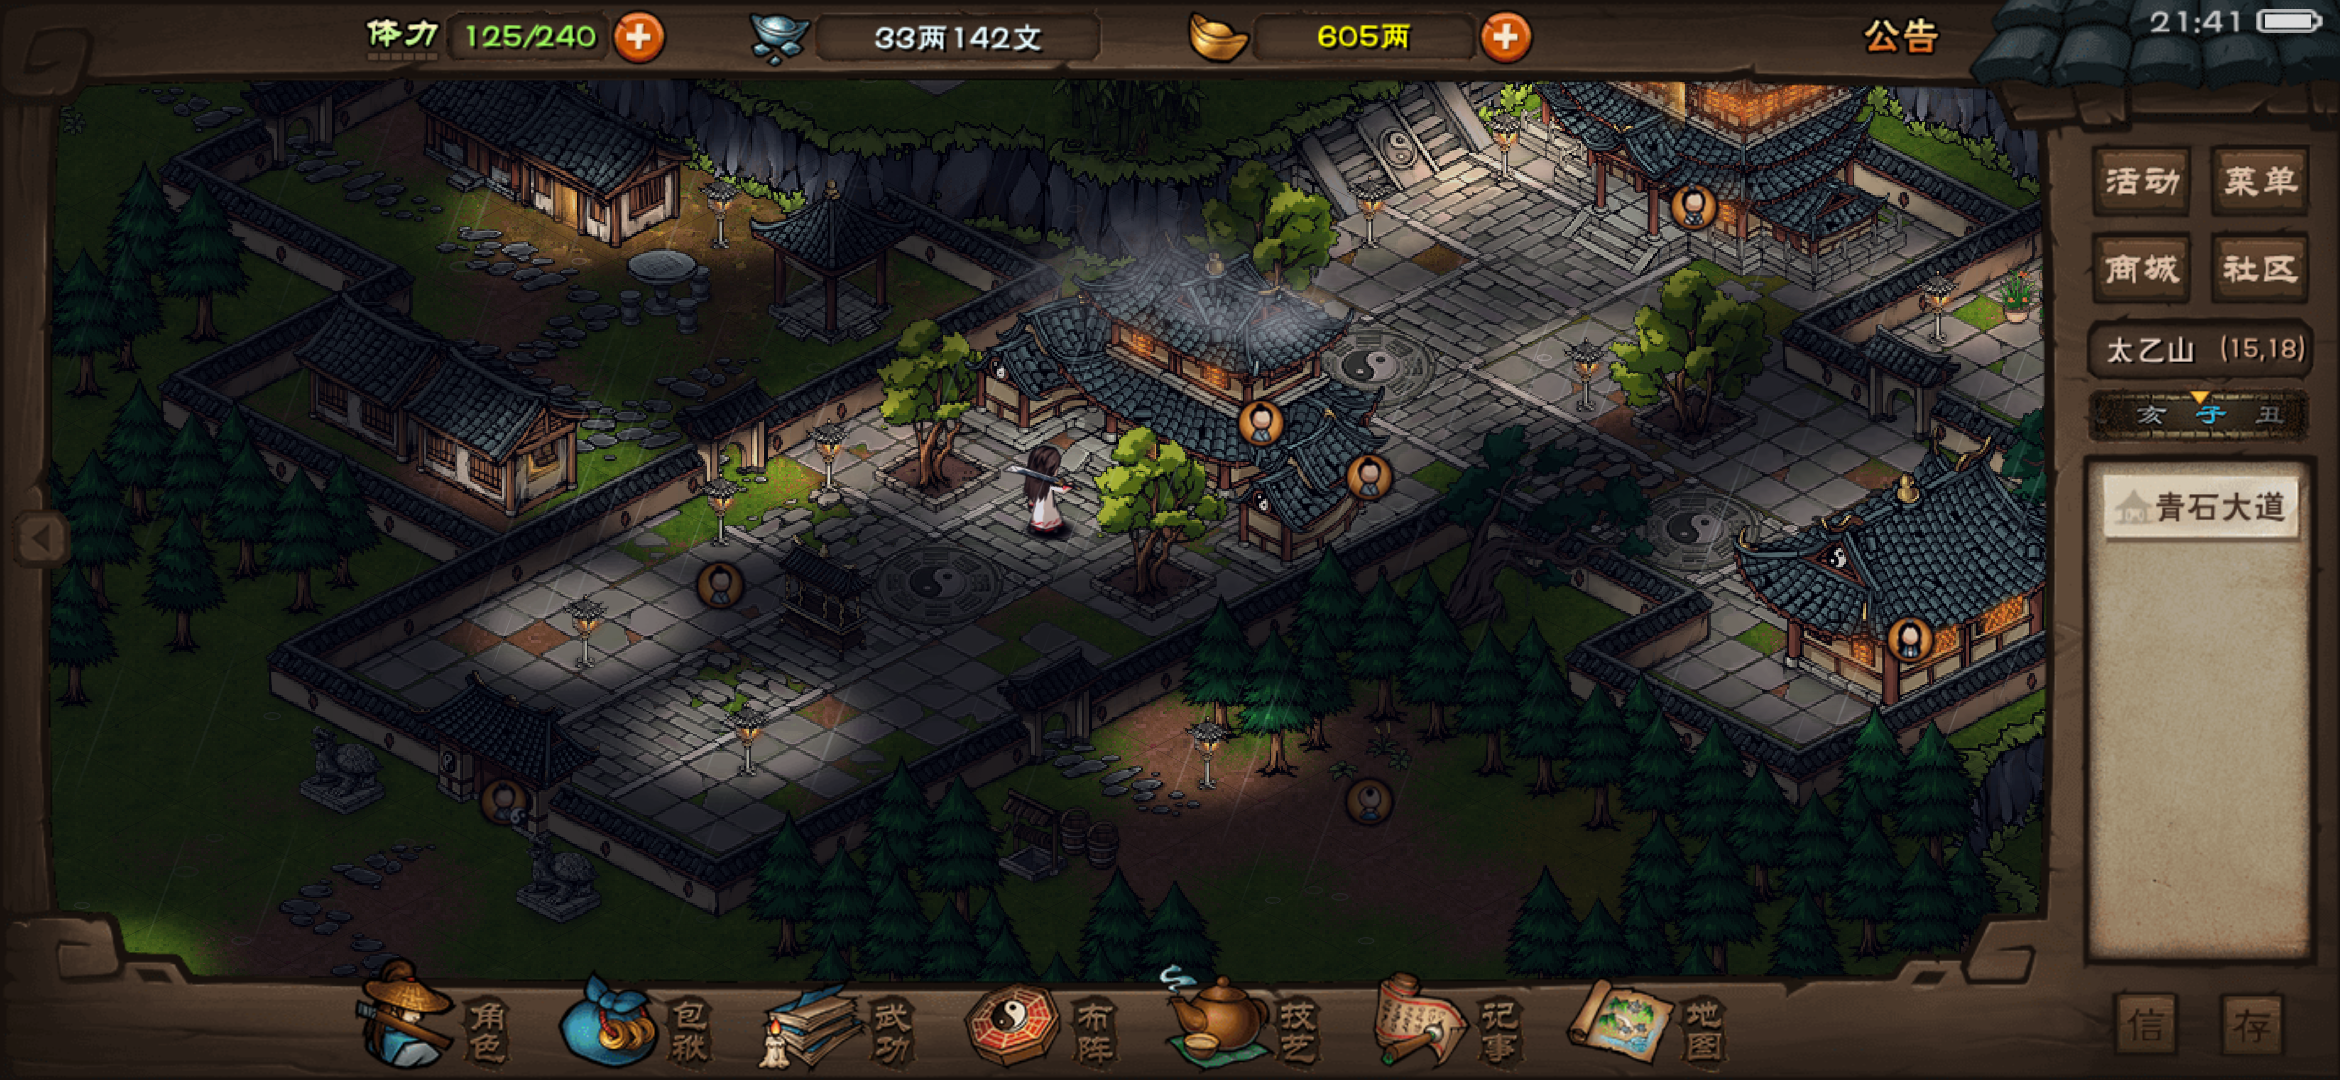 体力 125/240 33两142文 605两 公告 21:41
活动 菜单
商城 社区
太乙山 (15,18)
亥 子 丑
青石大道
角色 包袱 武功 布阵 技艺 记事 地图 信 存